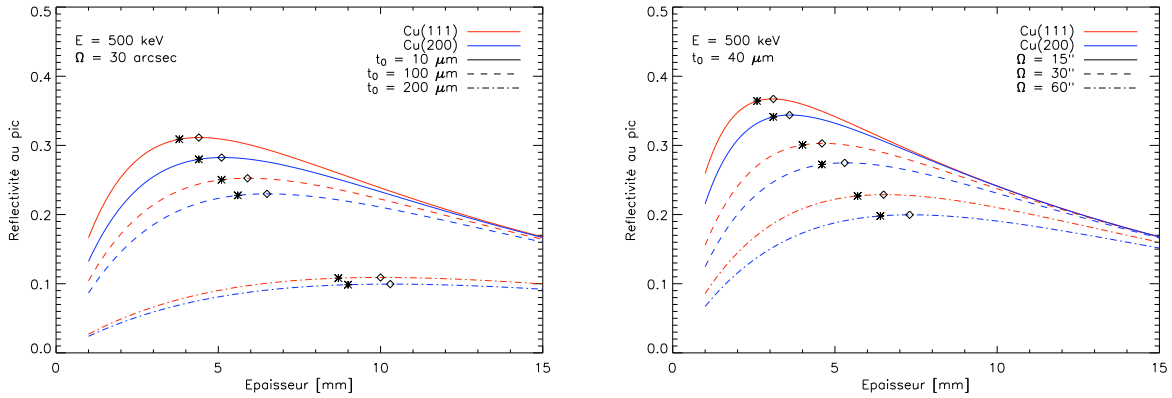 0.5
0.4
0.3
0.2
0.1
0.0
Reflectivité au pic
E = 500 keV
Ω = 30 arcsec
Cu(111)
Cu(200)
t₀ = 10 μm
t₀ = 100 μm
t₀ = 200 μm
0 5 10 15
Epaisseur [mm]
0.5
0.4
0.3
0.2
0.1
0.0
Reflectivité au pic
E = 500 keV
t₀ = 40 μm
Cu(111)
Cu(200)
Ω = 15"
Ω = 30"
Ω = 60"
0 5 10 15
Epaisseur [mm]